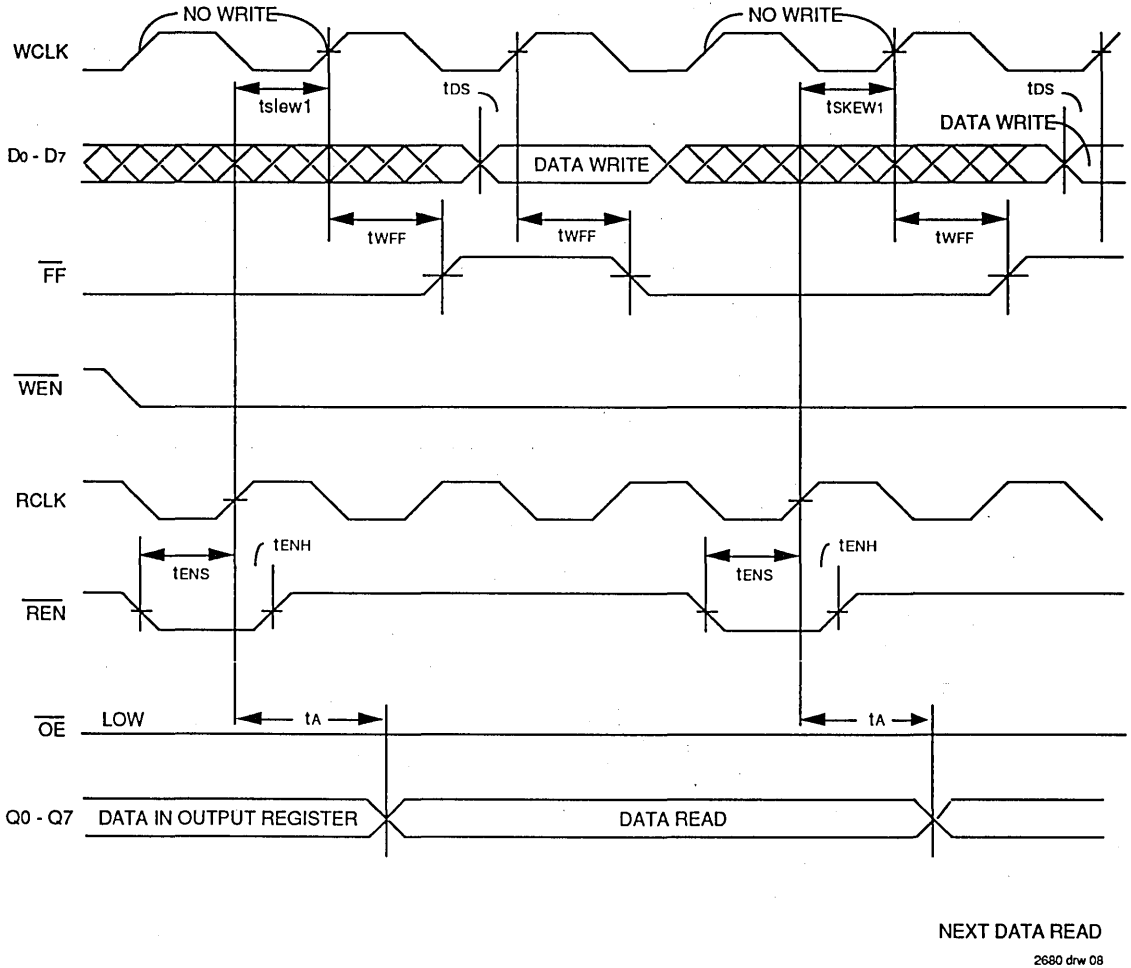 NO WRITE
NO WRITE
WCLK
tslew1
tDS
tSKEW1
tDS
DATA WRITE
D0 - D7
DATA WRITE
tWFF
tWFF
tWFF
FF
WEN
RCLK
tENS
tENH
tENS
tENH
REN
OE
LOW
tA
tA
Q0 - Q7
DATA IN OUTPUT REGISTER
DATA READ
NEXT DATA READ
2680 drw 08